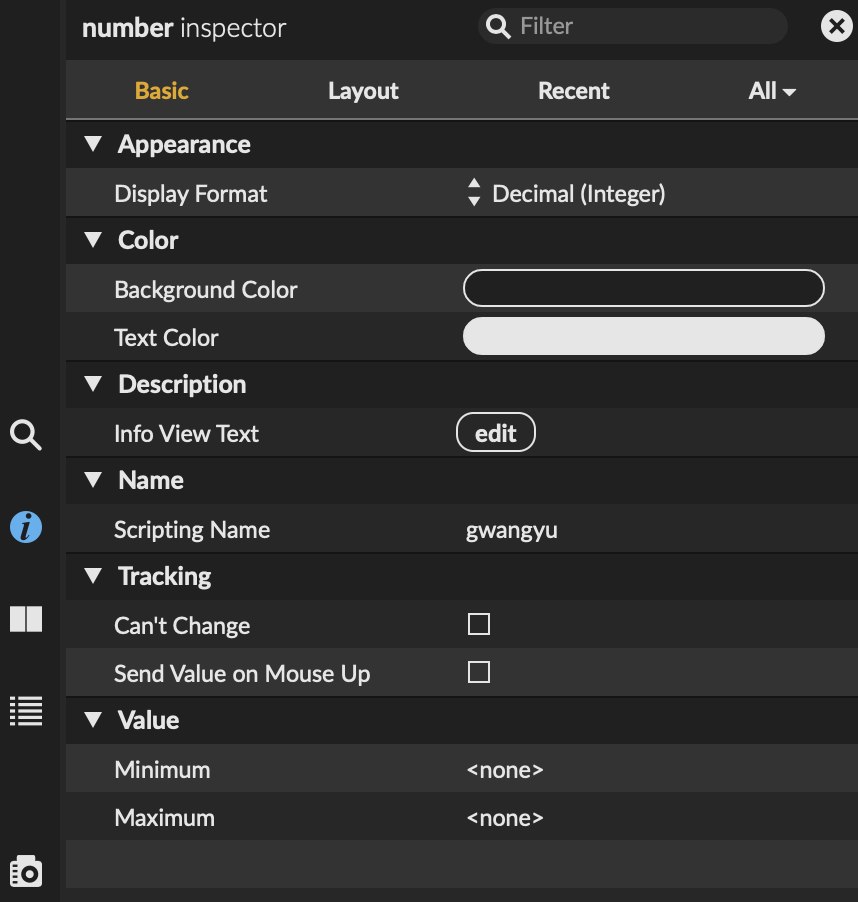 number inspector
Filter
Basic Layout Recent All
Appearance
Display Format Decimal (Integer)
Color
Background Color
Text Color
Description
Info View Text edit
Name
Scripting Name gwangyu
Tracking
Can't Change
Send Value on Mouse Up
Value
Minimum <none>
Maximum <none>